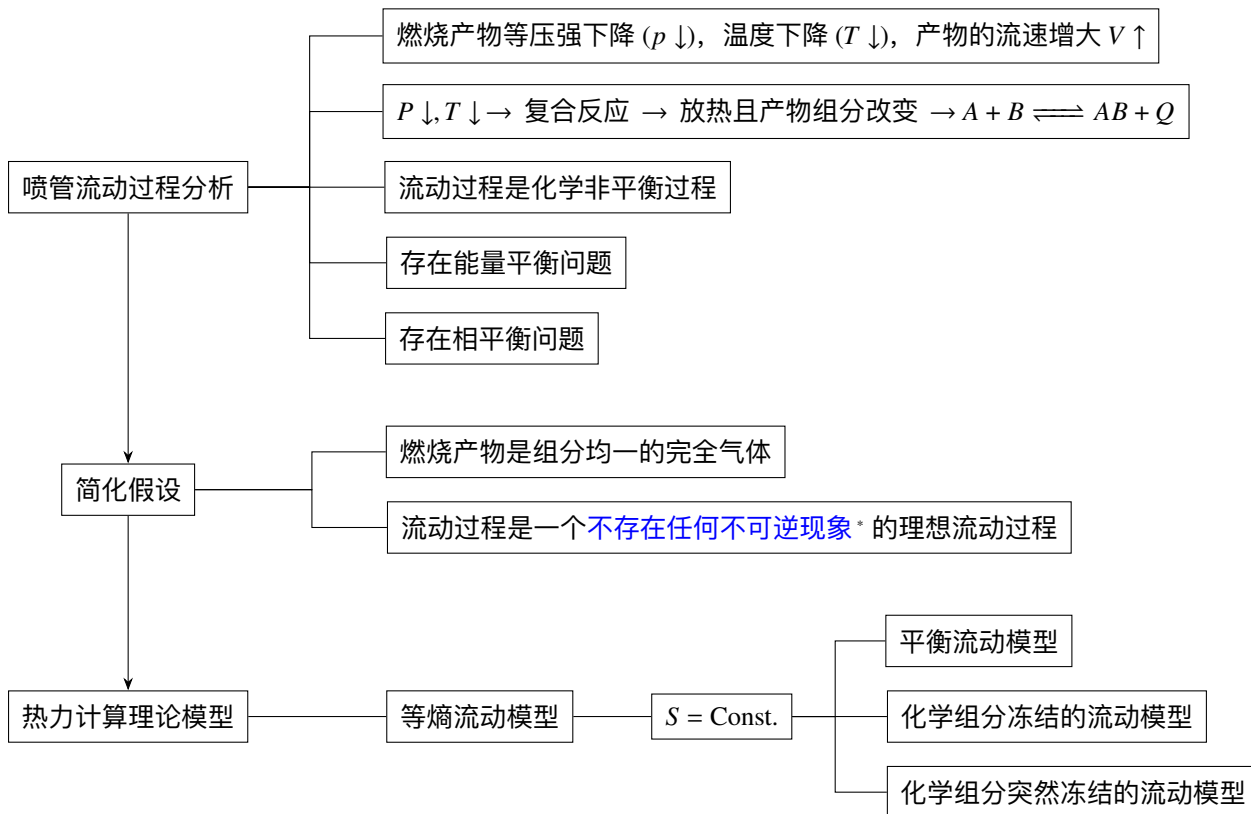 燃烧产物等压强下降 (p ↓)，温度下降 (T ↓)，产物的流速增大 V ↑
P ↓, T ↓→ 复合反应 → 放热且产物组分改变 → A + B ⇌ AB + Q
喷管流动过程分析
流动过程是化学非平衡过程
存在能量平衡问题
存在相平衡问题
燃烧产物是组分均一的完全气体
简化假设
流动过程是一个不存在任何不可逆现象* 的理想流动过程
平衡流动模型
热力计算理论模型
等熵流动模型
S = Const.
化学组分冻结的流动模型
化学组分突然冻结的流动模型